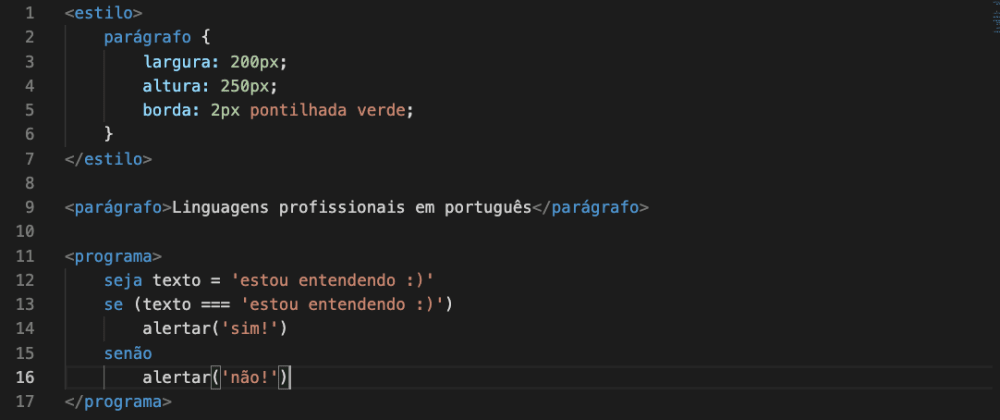 1 <estilo>
2     parágrafo {
3         largura: 200px;
4         altura: 250px;
5         borda: 2px pontilhada verde;
6     }
7 </estilo>
8
9 <parágrafo>Linguagens profissionais em português</parágrafo>
10
11 <programa>
12     seja texto = 'estou entendendo :)'
13     se (texto === 'estou entendendo :)')
14         alertar('sim!')
15     senão
16         alertar('não!')
17 </programa>